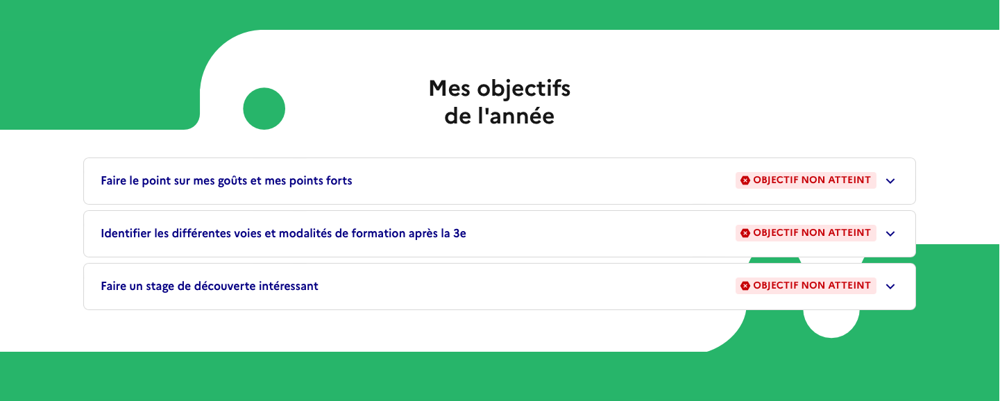 Mes objectifs
de l'année
Faire le point sur mes goûts et mes points forts
OBJECTIF NON ATTEINT
Identifier les différentes voies et modalités de formation après la 3e
OBJECTIF NON ATTEINT
Faire un stage de découverte intéressant
OBJECTIF NON ATTEINT